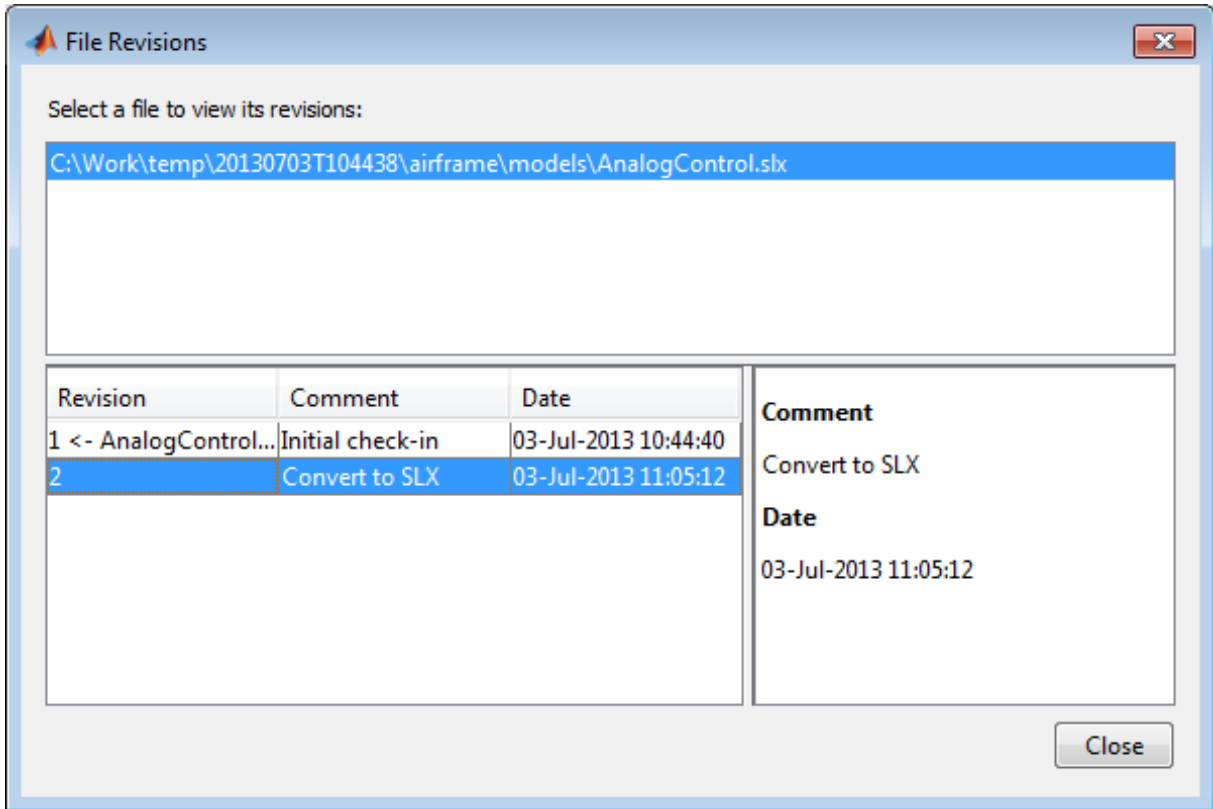 File Revisions
Select a file to view its revisions:
C:\Work\temp\20130703T104438\airframe\models\AnalogControl.slx
Revision Comment Date
1 <- AnalogControl... Initial check-in 03-Jul-2013 10:44:40
2 Convert to SLX 03-Jul-2013 11:05:12
Comment
Convert to SLX
Date
03-Jul-2013 11:05:12
Close